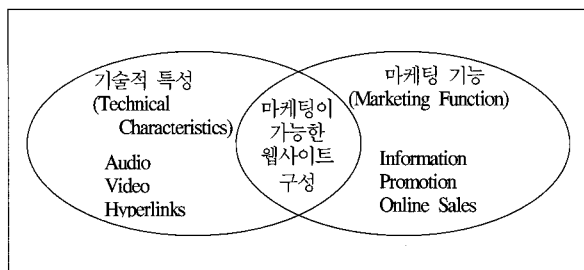 기술적 특성
(Technical
Characteristics)
Audio
Video
Hyperlinks
마케팅이
가능한
웹사이트
구성
마케팅 기능
(Marketing Function)
Information
Promotion
Online Sales